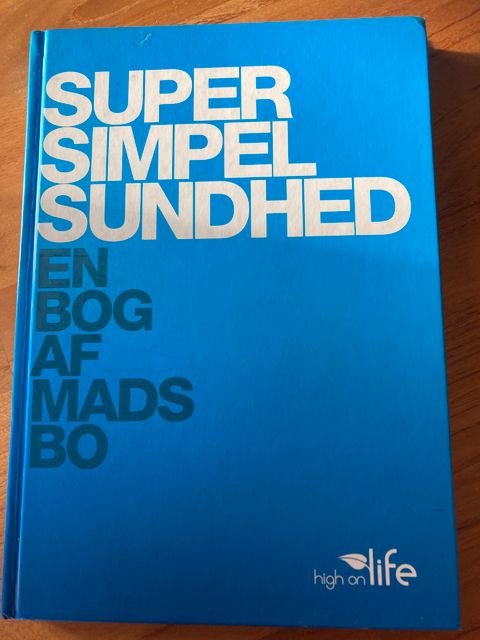 SUPER
SIMPEL
SUNDHED
EN
BOG
AF
MADS
BO
high on life